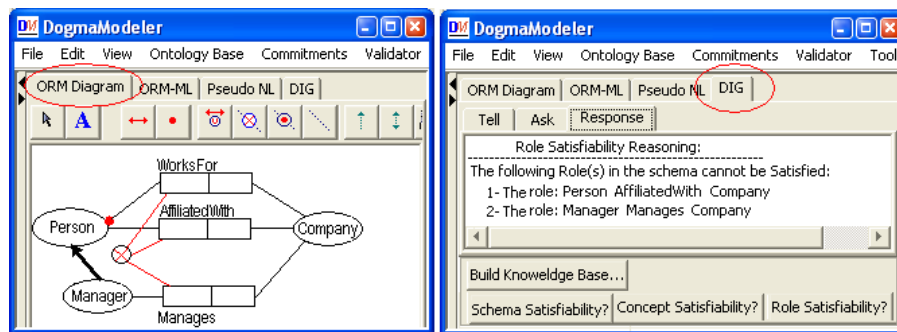 DM DogmaModeler
File Edit View Ontology Base Commitments Validator
ORM Diagram ORM-ML Pseudo NL DIG
A
WorksFor
AffiliatedWith
Person
Company
Manager
Manages
DM DogmaModeler
File Edit View Ontology Base Commitments Validator Tool
ORM Diagram ORM-ML Pseudo NL DIG
Tell Ask Response
Role Satisfiability Reasoning:
The following Role(s) in the schema cannot be Satisfied:
1- The role: Person AffiliatedWith Company
2- The role: Manager Manages Company
Build Knoweldge Base...
Schema Satisfiability? Concept Satisfiability? Role Satisfiability?